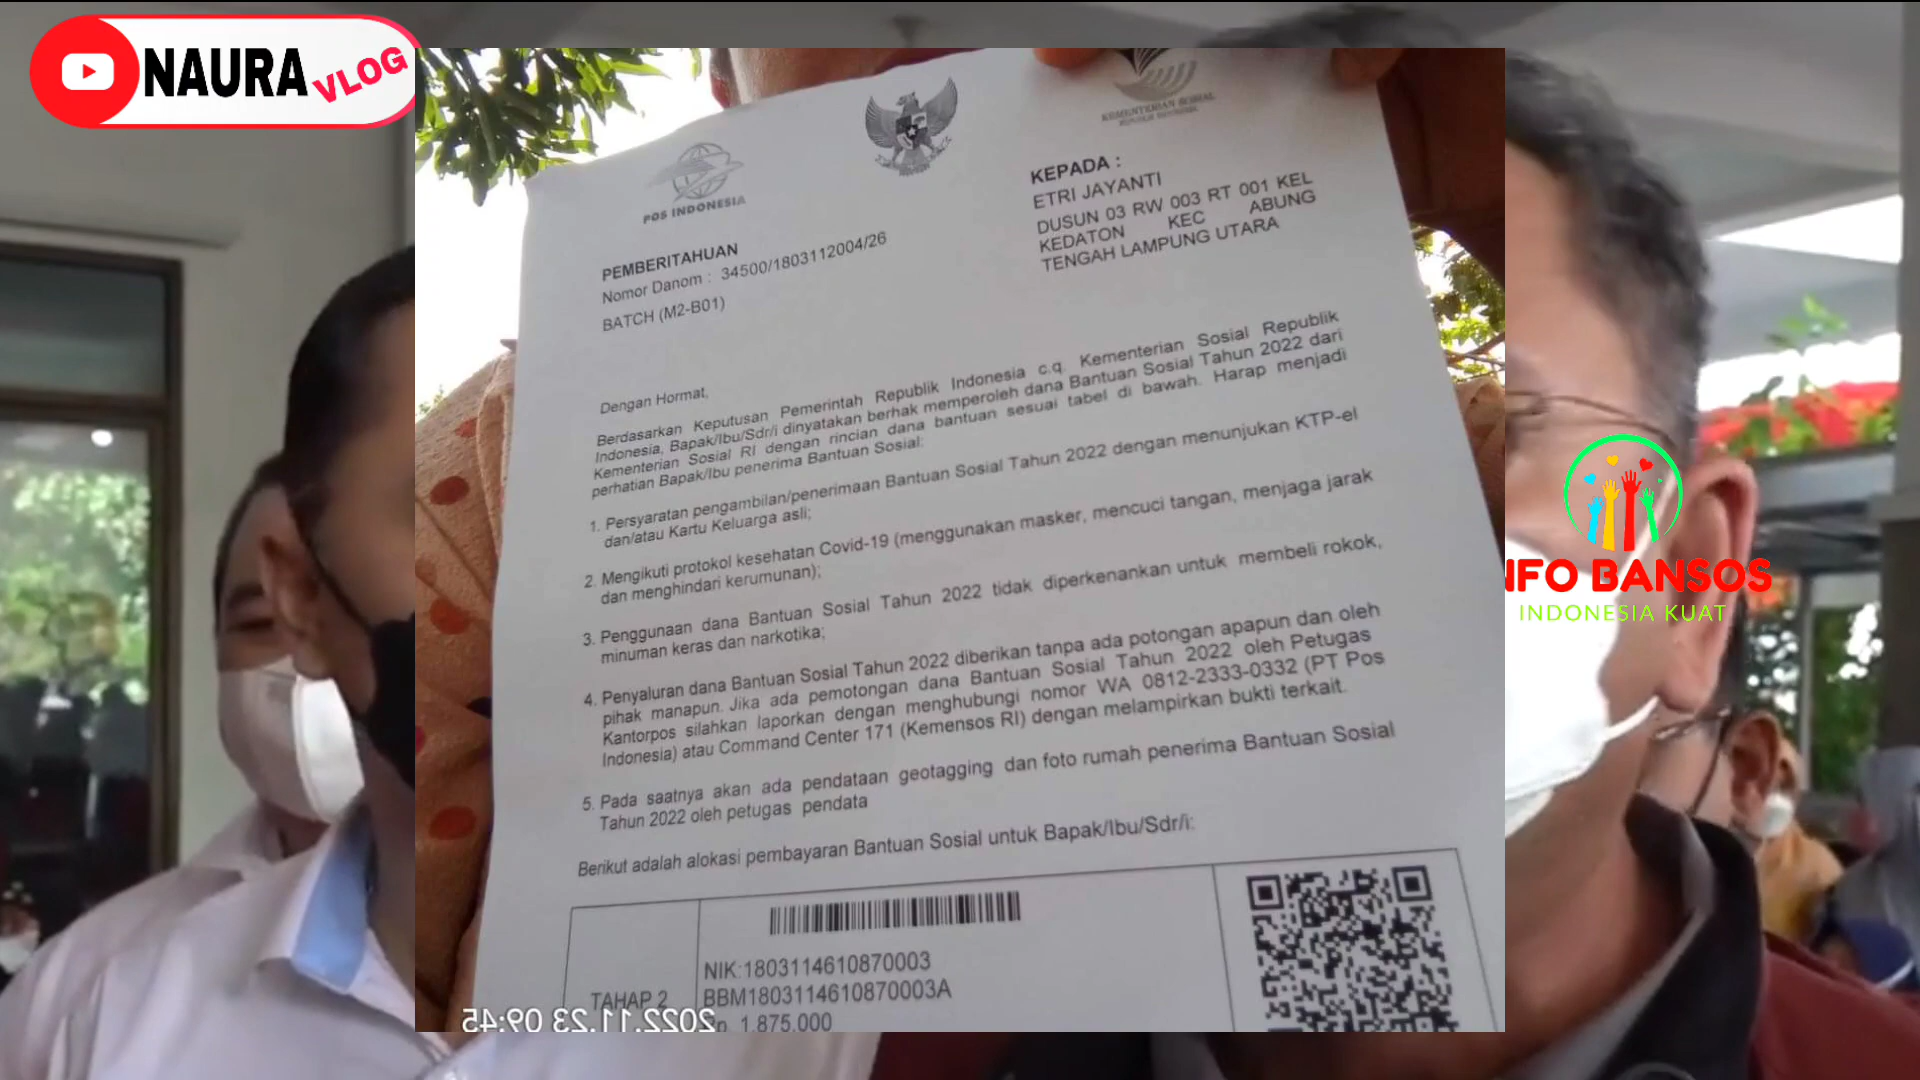 NAURA VLOG
POS INDONESIA
KEMENTERIAN SOSIAL
REPUBLIK INDONESIA
PEMBERITAHUAN
Nomor Danom : 34500/1803112004/26
BATCH (M2-B01)
KEPADA :
ETRI JAYANTI
DUSUN 03 RW 003 RT 001 KEL
KEDATON KEC ABUNG
TENGAH LAMPUNG UTARA
Dengan Hormat,
Berdasarkan Keputusan Pemerintah Republik Indonesia c.q. Kementerian Sosial Republik
Indonesia, Bapak/Ibu/Sdr/i dinyatakan berhak memperoleh dana Bantuan Sosial Tahun 2022 dari
Kementerian Sosial RI dengan rincian dana bantuan sesuai tabel di bawah. Harap menjadi
perhatian Bapak/Ibu penerima Bantuan Sosial:
1. Persyaratan pengambilan/penerimaan Bantuan Sosial Tahun 2022 dengan menunjukan KTP-el
dan/atau Kartu Keluarga asli;
2. Mengikuti protokol kesehatan Covid-19 (menggunakan masker, mencuci tangan, menjaga jarak
dan menghindari kerumunan);
3. Penggunaan dana Bantuan Sosial Tahun 2022 tidak diperkenankan untuk membeli rokok,
minuman keras dan narkotika;
4. Penyaluran dana Bantuan Sosial Tahun 2022 diberikan tanpa ada potongan apapun dan oleh
pihak manapun. Jika ada pemotongan dana Bantuan Sosial Tahun 2022 oleh Petugas
Kantorpos silahkan laporkan dengan menghubungi nomor WA 0812-2333-0332 (PT Pos
Indonesia) atau Command Center 171 (Kemensos RI) dengan melampirkan bukti terkait.
5. Pada saatnya akan ada pendataan geotagging dan foto rumah penerima Bantuan Sosial
Tahun 2022 oleh petugas pendata
Berikut adalah alokasi pembayaran Bantuan Sosial untuk Bapak/Ibu/Sdr/i:
TAHAP 2
NIK:1803114610870003
BBM1803114610870003A
Rp. 1.875.000
2022.11.23 09:45
NFO BANSOS
INDONESIA KUAT